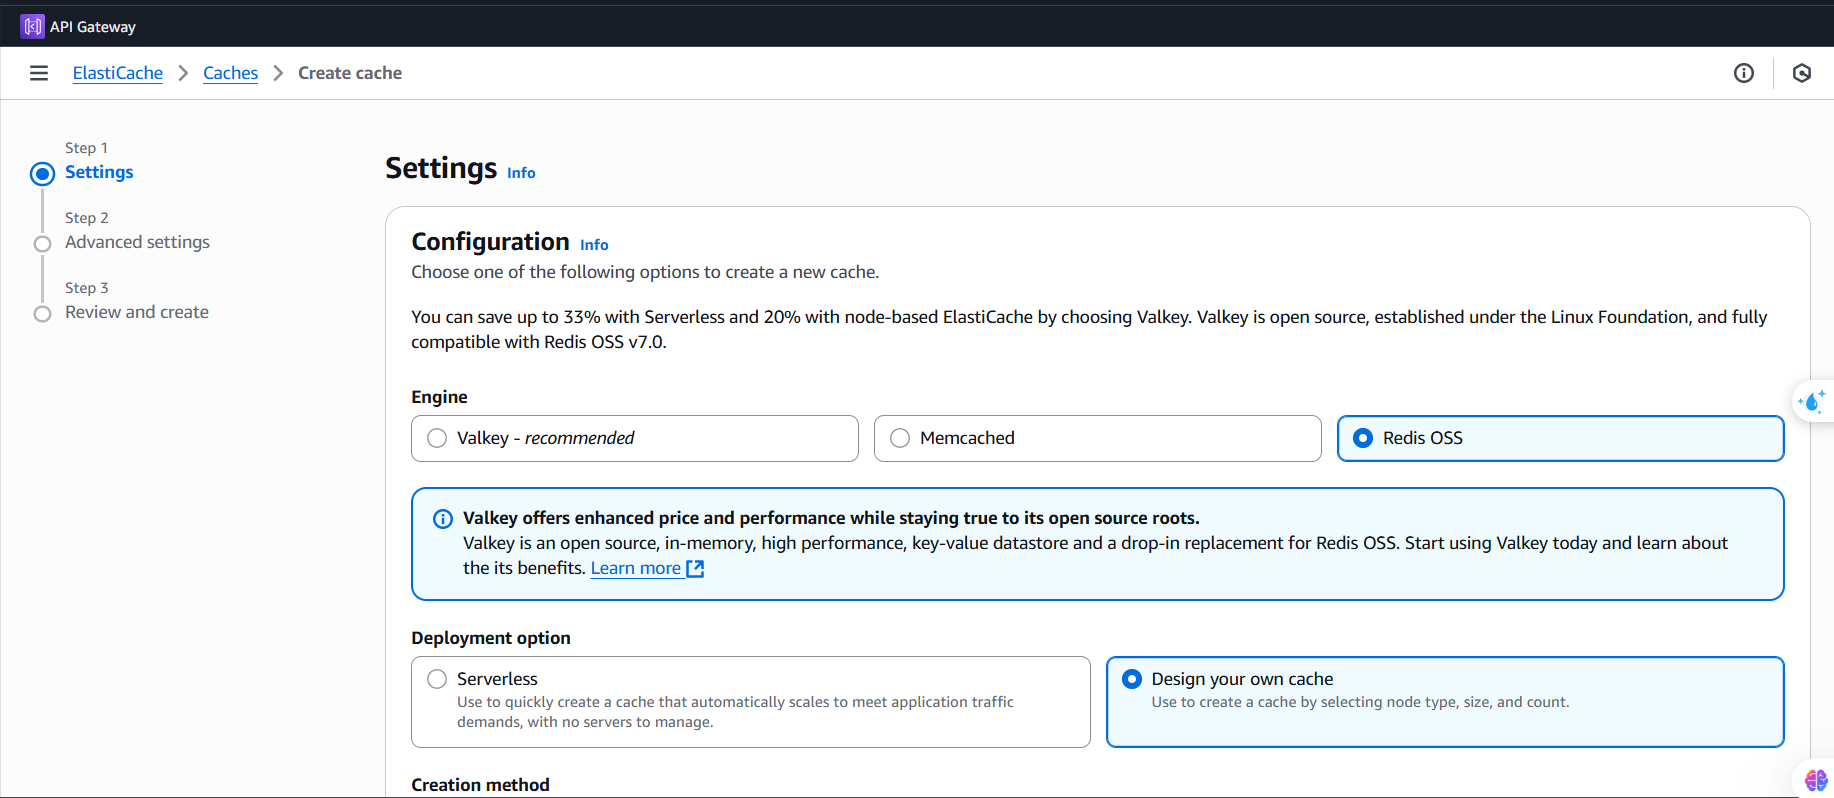 API Gateway
ElastiCache > Caches > Create cache
Step 1
Settings
Step 2
Advanced settings
Step 3
Review and create
Settings Info
Configuration Info
Choose one of the following options to create a new cache.
You can save up to 33% with Serverless and 20% with node-based ElastiCache by choosing Valkey. Valkey is open source, established under the Linux Foundation, and fully
compatible with Redis OSS v7.0.
Engine
Valkey - recommended
Memcached
Redis OSS
Valkey offers enhanced price and performance while staying true to its open source roots.
Valkey is an open source, in-memory, high performance, key-value datastore and a drop-in replacement for Redis OSS. Start using Valkey today and learn about
the its benefits. Learn more
Deployment option
Serverless
Use to quickly create a cache that automatically scales to meet application traffic
demands, with no servers to manage.
Design your own cache
Use to create a cache by selecting node type, size, and count.
Creation method